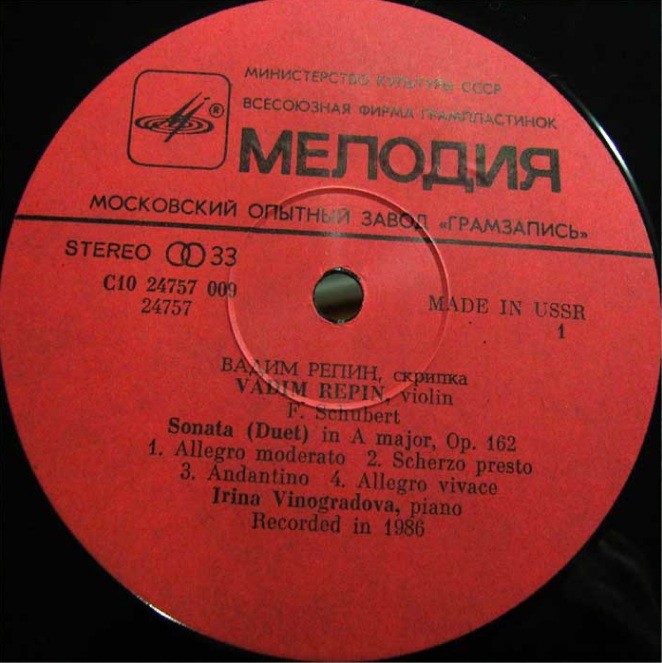 МИНИСТЕРСТВО КУЛЬТУРЫ СССР
ВСЕСОЮЗНАЯ ФИРМА ГРАМПЛАСТИНОК
®
МЕЛОДИЯ
МОСКОВСКИЙ ОПЫТНЫЙ ЗАВОД «ГРАМЗАПИСЬ»
STEREO 33
C10 24757 009
24757
MADE IN USSR
1
ВАДИМ РЕПИН, скрипка
VADIM REPIN, violin
F. Schubert
Sonata (Duet) in A major, Op. 162
1. Allegro moderato 2. Scherzo presto
3. Andantino 4. Allegro vivace
Irina Vinogradova, piano
Recorded in 1986